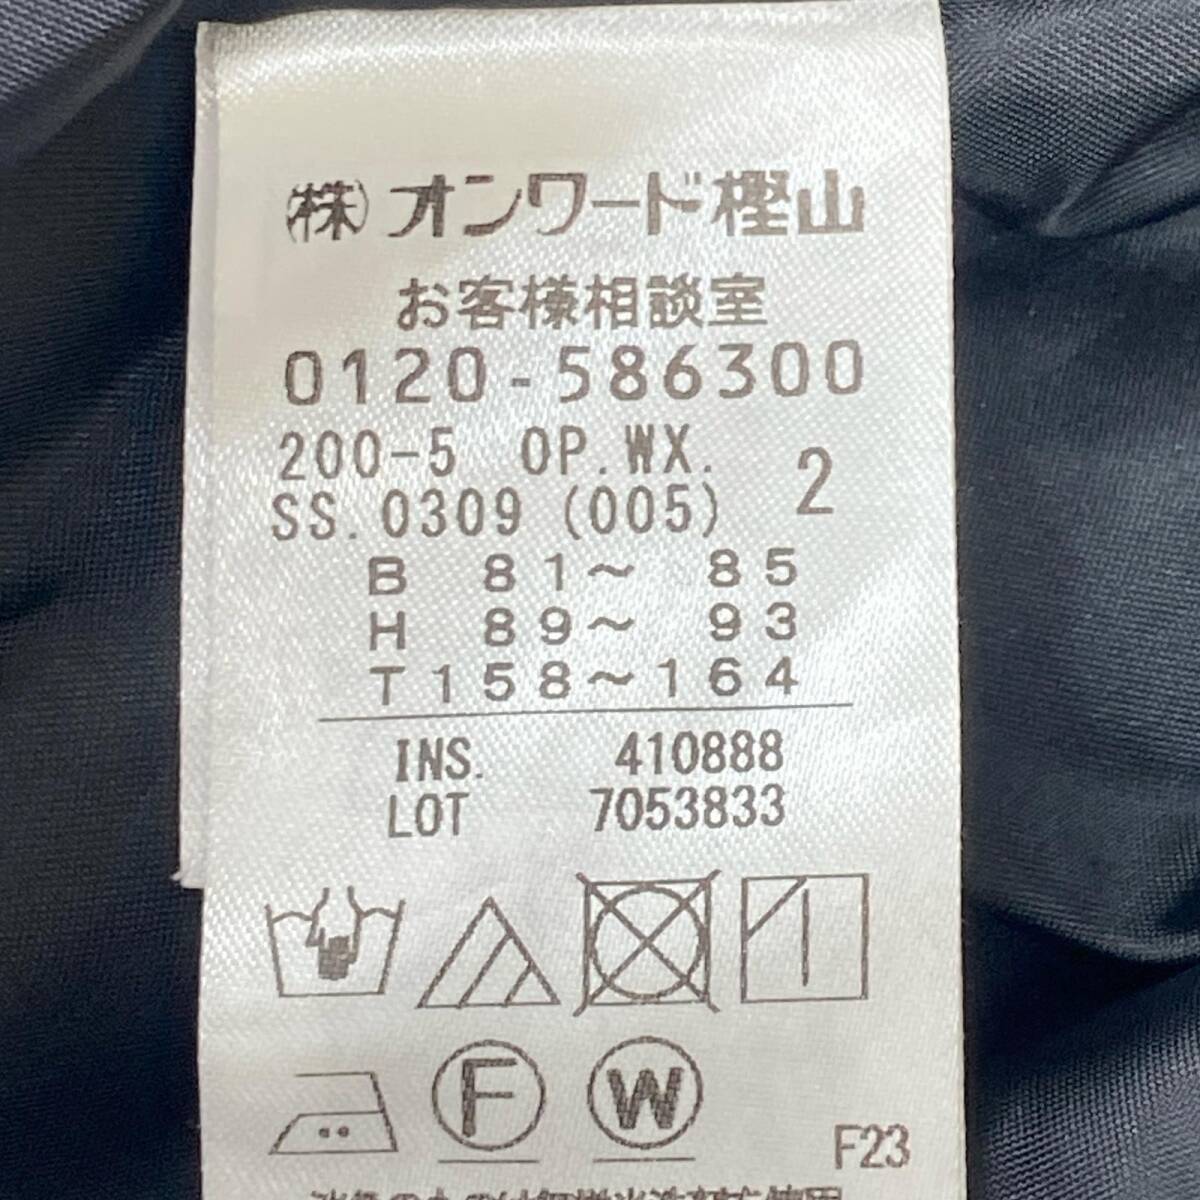 ㈱オンワード樫山
お客様相談室
0120-586300
200-5 OP.WX.
SS.0309 (005) 2
B 81～ 85
H 89～ 93
T158～164
INS. 410888
LOT 7053833
F W
F23